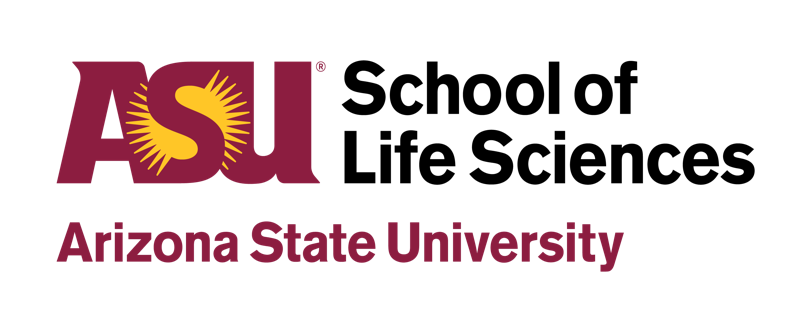 ASU® School of
Life Sciences
Arizona State University